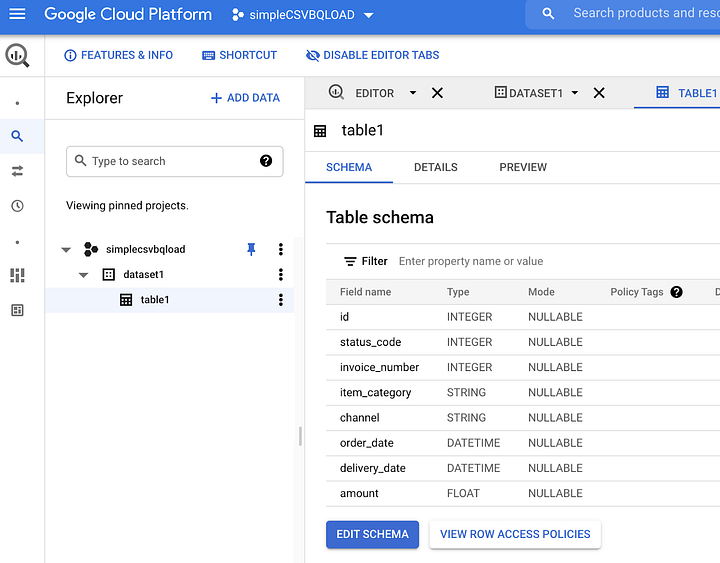 Google Cloud Platform simpleCSVBQLOAD Search products and reso
FEATURES & INFO SHORTCUT DISABLE EDITOR TABS
Explorer + ADD DATA
EDITOR DATASET1 TABLE1
table1
Type to search
SCHEMA DETAILS PREVIEW
Viewing pinned projects.
Table schema
simplecsvbqload
Filter Enter property name or value
dataset1
table1
Field name Type Mode Policy Tags D
id INTEGER NULLABLE
status_code INTEGER NULLABLE
invoice_number INTEGER NULLABLE
item_category STRING NULLABLE
channel STRING NULLABLE
order_date DATETIME NULLABLE
delivery_date DATETIME NULLABLE
amount FLOAT NULLABLE
EDIT SCHEMA VIEW ROW ACCESS POLICIES